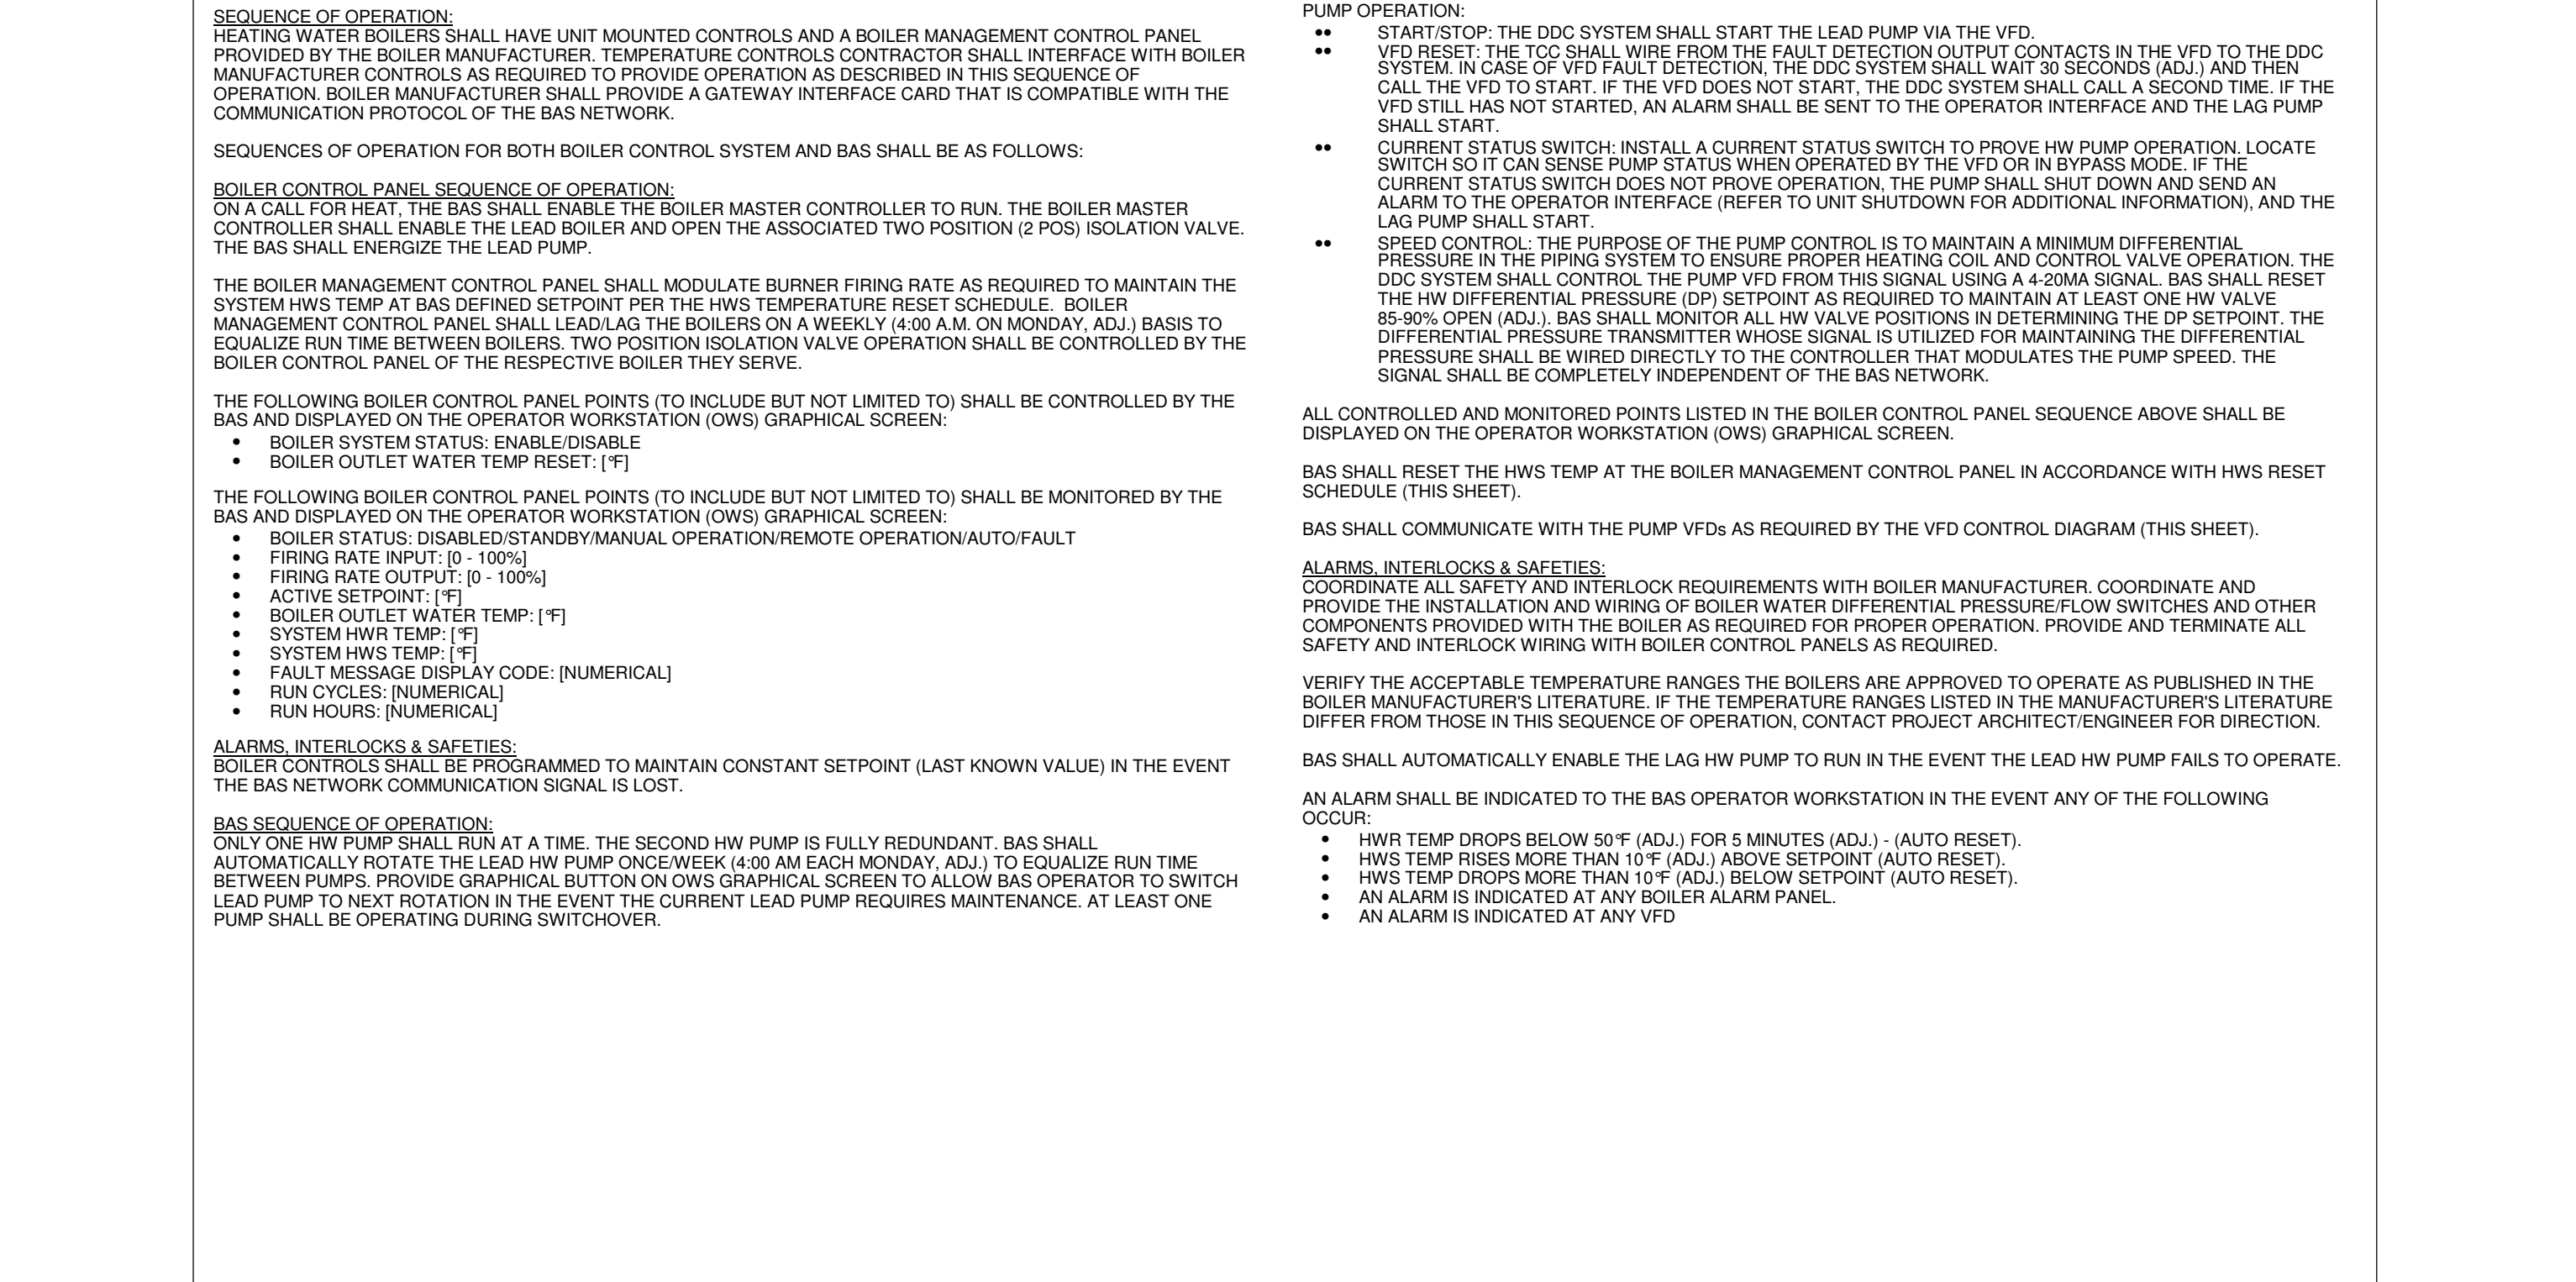 SEQUENCE OF OPERATION:
HEATING WATER BOILERS SHALL HAVE UNIT MOUNTED CONTROLS AND A BOILER MANAGEMENT CONTROL PANEL
PROVIDED BY THE BOILER MANUFACTURER. TEMPERATURE CONTROLS CONTRACTOR SHALL INTERFACE WITH BOILER
MANUFACTURER CONTROLS AS REQUIRED TO PROVIDE OPERATION AS DESCRIBED IN THIS SEQUENCE OF
OPERATION. BOILER MANUFACTURER SHALL PROVIDE A GATEWAY INTERFACE CARD THAT IS COMPATIBLE WITH THE
COMMUNICATION PROTOCOL OF THE BAS NETWORK.
SEQUENCES OF OPERATION FOR BOTH BOILER CONTROL SYSTEM AND BAS SHALL BE AS FOLLOWS:
BOILER CONTROL PANEL SEQUENCE OF OPERATION:
ON A CALL FOR HEAT, THE BAS SHALL ENABLE THE BOILER MASTER CONTROLLER TO RUN. THE BOILER MASTER
CONTROLLER SHALL ENABLE THE LEAD BOILER AND OPEN THE ASSOCIATED TWO POSITION (2 POS) ISOLATION VALVE.
THE BAS SHALL ENERGIZE THE LEAD PUMP.
THE BOILER MANAGEMENT CONTROL PANEL SHALL MODULATE BURNER FIRING RATE AS REQUIRED TO MAINTAIN THE
SYSTEM HWS TEMP AT BAS DEFINED SETPOINT PER THE HWS TEMPERATURE RESET SCHEDULE.  BOILER
MANAGEMENT CONTROL PANEL SHALL LEAD/LAG THE BOILERS ON A WEEKLY (4:00 A.M. ON MONDAY, ADJ.) BASIS TO
EQUALIZE RUN TIME BETWEEN BOILERS. TWO POSITION ISOLATION VALVE OPERATION SHALL BE CONTROLLED BY THE
BOILER CONTROL PANEL OF THE RESPECTIVE BOILER THEY SERVE.
THE FOLLOWING BOILER CONTROL PANEL POINTS (TO INCLUDE BUT NOT LIMITED TO) SHALL BE CONTROLLED BY THE
BAS AND DISPLAYED ON THE OPERATOR WORKSTATION (OWS) GRAPHICAL SCREEN:
• BOILER SYSTEM STATUS: ENABLE/DISABLE
• BOILER OUTLET WATER TEMP RESET: [°F]
THE FOLLOWING BOILER CONTROL PANEL POINTS (TO INCLUDE BUT NOT LIMITED TO) SHALL BE MONITORED BY THE
BAS AND DISPLAYED ON THE OPERATOR WORKSTATION (OWS) GRAPHICAL SCREEN:
• BOILER STATUS: DISABLED/STANDBY/MANUAL OPERATION/REMOTE OPERATION/AUTO/FAULT
• FIRING RATE INPUT: [0 - 100%]
• FIRING RATE OUTPUT: [0 - 100%]
• ACTIVE SETPOINT: [°F]
• BOILER OUTLET WATER TEMP: [°F]
• SYSTEM HWR TEMP: [°F]
• SYSTEM HWS TEMP: [°F]
• FAULT MESSAGE DISPLAY CODE: [NUMERICAL]
• RUN CYCLES: [NUMERICAL]
• RUN HOURS: [NUMERICAL]
ALARMS, INTERLOCKS & SAFETIES:
BOILER CONTROLS SHALL BE PROGRAMMED TO MAINTAIN CONSTANT SETPOINT (LAST KNOWN VALUE) IN THE EVENT
THE BAS NETWORK COMMUNICATION SIGNAL IS LOST.
BAS SEQUENCE OF OPERATION:
ONLY ONE HW PUMP SHALL RUN AT A TIME. THE SECOND HW PUMP IS FULLY REDUNDANT. BAS SHALL
AUTOMATICALLY ROTATE THE LEAD HW PUMP ONCE/WEEK (4:00 AM EACH MONDAY, ADJ.) TO EQUALIZE RUN TIME
BETWEEN PUMPS. PROVIDE GRAPHICAL BUTTON ON OWS GRAPHICAL SCREEN TO ALLOW BAS OPERATOR TO SWITCH
LEAD PUMP TO NEXT ROTATION IN THE EVENT THE CURRENT LEAD PUMP REQUIRES MAINTENANCE. AT LEAST ONE
PUMP SHALL BE OPERATING DURING SWITCHOVER.
PUMP OPERATION:
•• START/STOP: THE DDC SYSTEM SHALL START THE LEAD PUMP VIA THE VFD.
•• VFD RESET: THE TCC SHALL WIRE FROM THE FAULT DETECTION OUTPUT CONTACTS IN THE VFD TO THE DDC
SYSTEM. IN CASE OF VFD FAULT DETECTION, THE DDC SYSTEM SHALL WAIT 30 SECONDS (ADJ.) AND THEN
CALL THE VFD TO START. IF THE VFD DOES NOT START, THE DDC SYSTEM SHALL CALL A SECOND TIME. IF THE
VFD STILL HAS NOT STARTED, AN ALARM SHALL BE SENT TO THE OPERATOR INTERFACE AND THE LAG PUMP
SHALL START.
•• CURRENT STATUS SWITCH: INSTALL A CURRENT STATUS SWITCH TO PROVE HW PUMP OPERATION. LOCATE
SWITCH SO IT CAN SENSE PUMP STATUS WHEN OPERATED BY THE VFD OR IN BYPASS MODE. IF THE
CURRENT STATUS SWITCH DOES NOT PROVE OPERATION, THE PUMP SHALL SHUT DOWN AND SEND AN
ALARM TO THE OPERATOR INTERFACE (REFER TO UNIT SHUTDOWN FOR ADDITIONAL INFORMATION), AND THE
LAG PUMP SHALL START.
•• SPEED CONTROL: THE PURPOSE OF THE PUMP CONTROL IS TO MAINTAIN A MINIMUM DIFFERENTIAL
PRESSURE IN THE PIPING SYSTEM TO ENSURE PROPER HEATING COIL AND CONTROL VALVE OPERATION. THE
DDC SYSTEM SHALL CONTROL THE PUMP VFD FROM THIS SIGNAL USING A 4-20MA SIGNAL. BAS SHALL RESET
THE HW DIFFERENTIAL PRESSURE (DP) SETPOINT AS REQUIRED TO MAINTAIN AT LEAST ONE HW VALVE
85-90% OPEN (ADJ.). BAS SHALL MONITOR ALL HW VALVE POSITIONS IN DETERMINING THE DP SETPOINT. THE
DIFFERENTIAL PRESSURE TRANSMITTER WHOSE SIGNAL IS UTILIZED FOR MAINTAINING THE DIFFERENTIAL
PRESSURE SHALL BE WIRED DIRECTLY TO THE CONTROLLER THAT MODULATES THE PUMP SPEED. THE
SIGNAL SHALL BE COMPLETELY INDEPENDENT OF THE BAS NETWORK.
ALL CONTROLLED AND MONITORED POINTS LISTED IN THE BOILER CONTROL PANEL SEQUENCE ABOVE SHALL BE
DISPLAYED ON THE OPERATOR WORKSTATION (OWS) GRAPHICAL SCREEN.
BAS SHALL RESET THE HWS TEMP AT THE BOILER MANAGEMENT CONTROL PANEL IN ACCORDANCE WITH HWS RESET
SCHEDULE (THIS SHEET).
BAS SHALL COMMUNICATE WITH THE PUMP VFDs AS REQUIRED BY THE VFD CONTROL DIAGRAM (THIS SHEET).
ALARMS, INTERLOCKS & SAFETIES:
COORDINATE ALL SAFETY AND INTERLOCK REQUIREMENTS WITH BOILER MANUFACTURER. COORDINATE AND
PROVIDE THE INSTALLATION AND WIRING OF BOILER WATER DIFFERENTIAL PRESSURE/FLOW SWITCHES AND OTHER
COMPONENTS PROVIDED WITH THE BOILER AS REQUIRED FOR PROPER OPERATION. PROVIDE AND TERMINATE ALL
SAFETY AND INTERLOCK WIRING WITH BOILER CONTROL PANELS AS REQUIRED.
VERIFY THE ACCEPTABLE TEMPERATURE RANGES THE BOILERS ARE APPROVED TO OPERATE AS PUBLISHED IN THE
BOILER MANUFACTURER'S LITERATURE. IF THE TEMPERATURE RANGES LISTED IN THE MANUFACTURER'S LITERATURE
DIFFER FROM THOSE IN THIS SEQUENCE OF OPERATION, CONTACT PROJECT ARCHITECT/ENGINEER FOR DIRECTION.
BAS SHALL AUTOMATICALLY ENABLE THE LAG HW PUMP TO RUN IN THE EVENT THE LEAD HW PUMP FAILS TO OPERATE.
AN ALARM SHALL BE INDICATED TO THE BAS OPERATOR WORKSTATION IN THE EVENT ANY OF THE FOLLOWING
OCCUR:
• HWR TEMP DROPS BELOW 50°F (ADJ.) FOR 5 MINUTES (ADJ.) - (AUTO RESET).
• HWS TEMP RISES MORE THAN 10°F (ADJ.) ABOVE SETPOINT (AUTO RESET).
• HWS TEMP DROPS MORE THAN 10°F (ADJ.) BELOW SETPOINT (AUTO RESET).
• AN ALARM IS INDICATED AT ANY BOILER ALARM PANEL.
• AN ALARM IS INDICATED AT ANY VFD